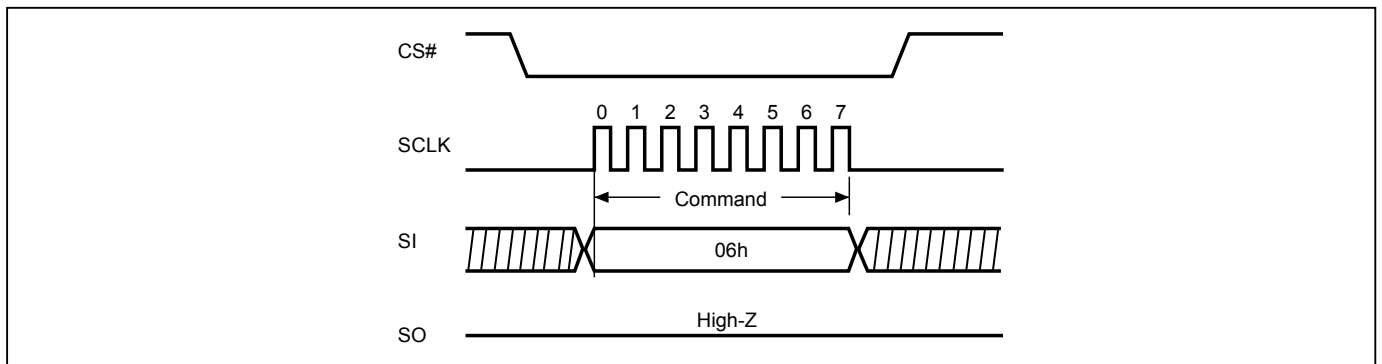 CS#
0 1 2 3 4 5 6 7
SCLK
Command
SI
06h
High-Z
SO